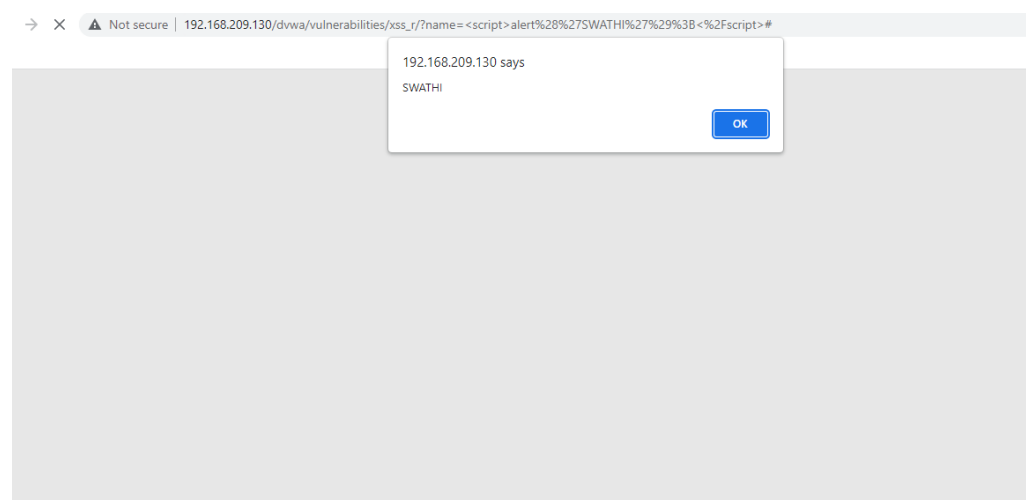 Not secure | 192.168.209.130/dvwa/vulnerabilities/xss_r/?name=<script>alert%28%27SWATHI%27%29%3B<%2Fscript>#
192.168.209.130 says
SWATHI
OK